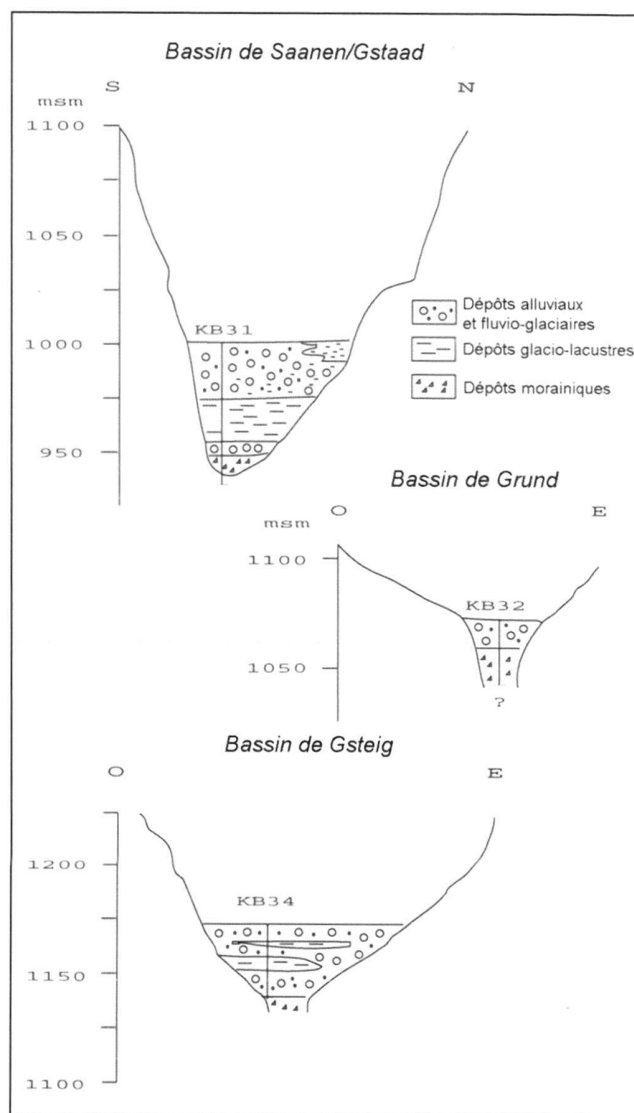 Bassin de Saanen/Gstaad
S N
msm
1100
1050
KB31
1000
950
Dépôts alluviaux
et fluvio-glaciaires
Dépôts glacio-lacustres
Dépôts morainiques
Bassin de Grund
O E
msm
1100
KB32
1050
?
Bassin de Gsteig
O E
1200
KB34
1150
1100